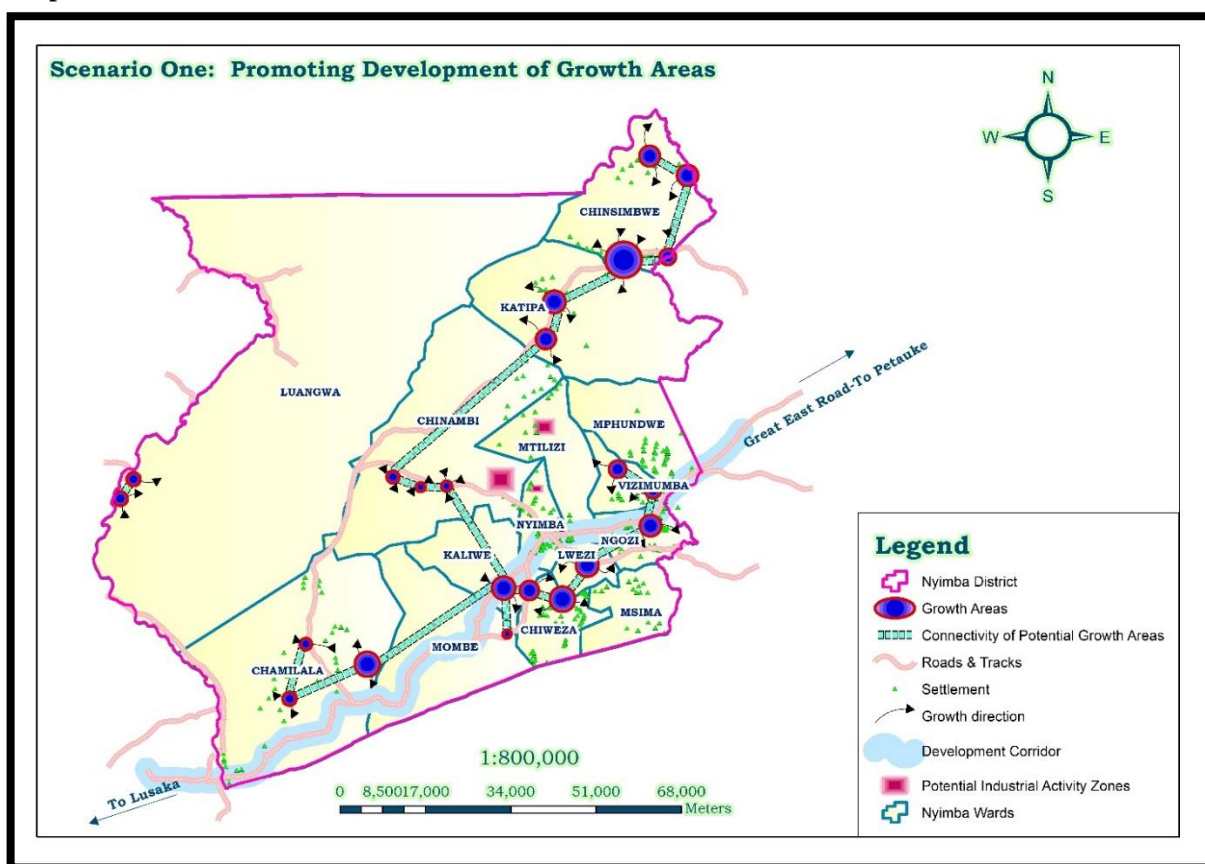 Scenario One: Promoting Development of Growth Areas
N
W
E
S
CHINSIMBWE
KATIPA
LUANGWA
Great East Road-To Petauke
CHINAMBI
MPHUNDWE
MTILIZI
VIZIMUMBA
NYIMBA
NGOZI
KALIWE
LWEZI
MSIMA
CHIWEZA
MOMBE
CHAMILALA
To Lusaka
1:800,000
0 8,50017,000 34,000 51,000 68,000
Meters
Legend
Nyimba District
Growth Areas
Connectivity of Potential Growth Areas
Roads & Tracks
Settlement
Growth direction
Development Corridor
Potential Industrial Activity Zones
Nyimba Wards